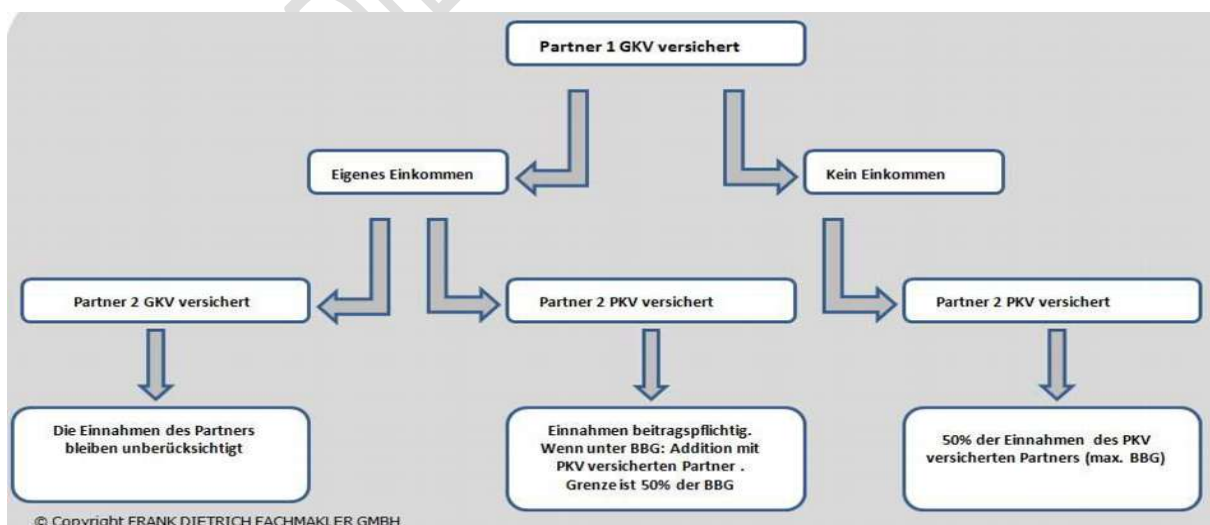 Partner 1 GKV versichert
Eigenes Einkommen
Kein Einkommen
Partner 2 GKV versichert
Partner 2 PKV versichert
Partner 2 PKV versichert
Die Einnahmen des Partners
bleiben unberücksichtigt
Einnahmen beitragspflichtig.
Wenn unter BBG: Addition mit
PKV versicherten Partner .
Grenze ist 50% der BBG
50% der Einnahmen des PKV
versicherten Partners (max. BBG)
© Copyright FRANK DIETRICH FACHMAKLER GMBH